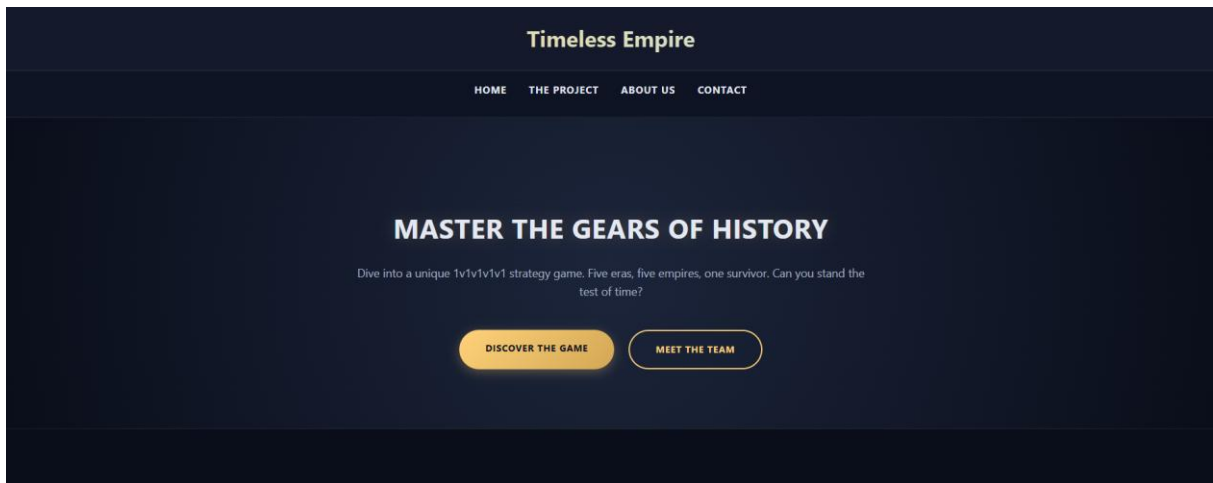 Timeless Empire
HOME THE PROJECT ABOUT US CONTACT
MASTER THE GEARS OF HISTORY
Dive into a unique 1v1v1v1v1 strategy game. Five eras, five empires, one survivor. Can you stand the
test of time?
DISCOVER THE GAME MEET THE TEAM